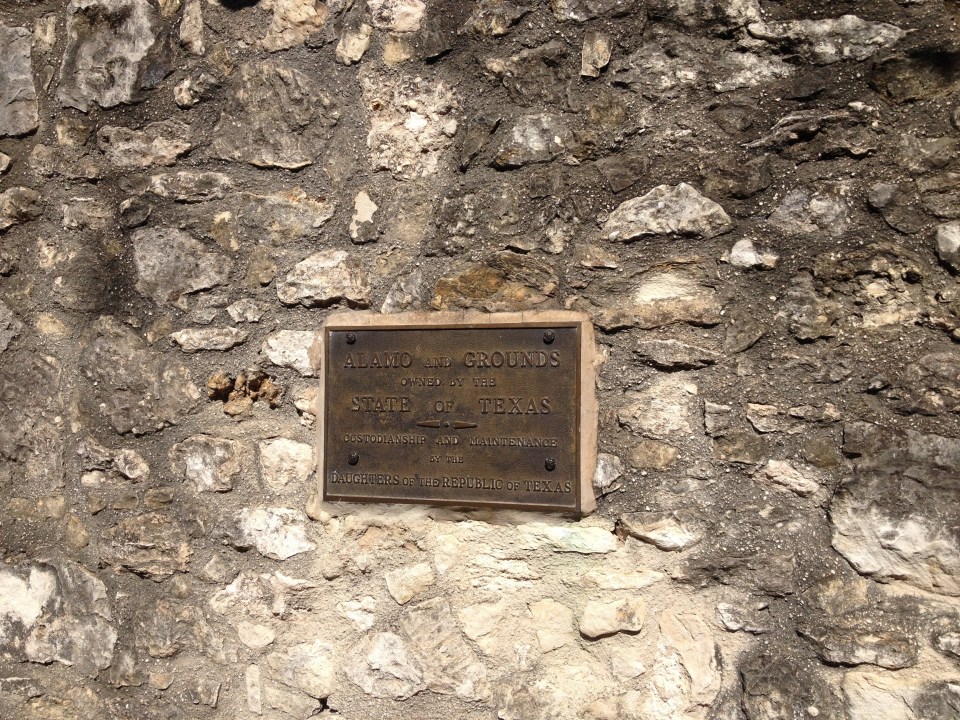 ALAMO AND GROUNDS
OWNED BY THE
STATE OF TEXAS
CUSTODIANSHIP AND MAINTENANCE
BY THE
DAUGHTERS OF THE REPUBLIC OF TEXAS